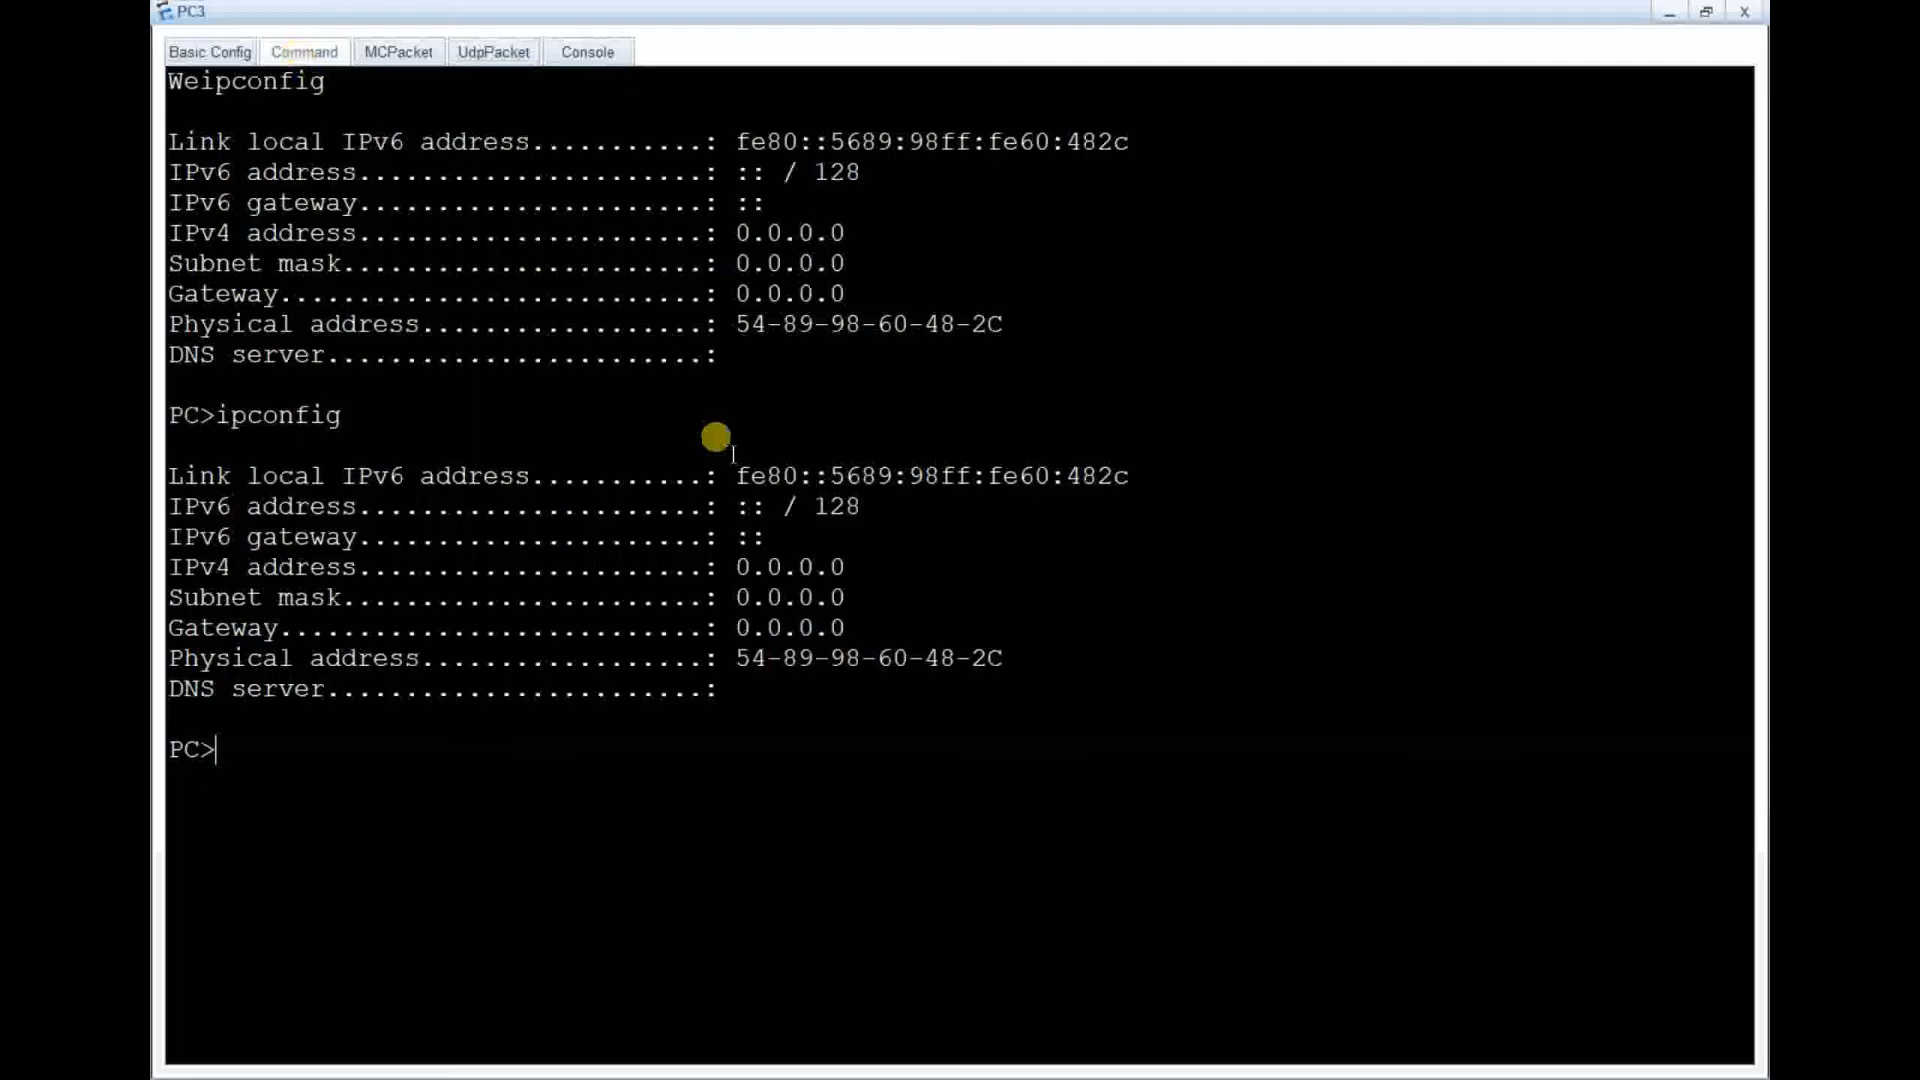 PC3
Basic Config Command MCPacket UdpPacket Console
Weipconfig
Link local IPv6 address...........: fe80::5689:98ff:fe60:482c
IPv6 address......................: :: / 128
IPv6 gateway......................: ::
IPv4 address......................: 0.0.0.0
Subnet mask.......................: 0.0.0.0
Gateway...........................: 0.0.0.0
Physical address..................: 54-89-98-60-48-2C
DNS server........................:
PC>ipconfig
Link local IPv6 address...........: fe80::5689:98ff:fe60:482c
IPv6 address......................: :: / 128
IPv6 gateway......................: ::
IPv4 address......................: 0.0.0.0
Subnet mask.......................: 0.0.0.0
Gateway...........................: 0.0.0.0
Physical address..................: 54-89-98-60-48-2C
DNS server........................:
PC>